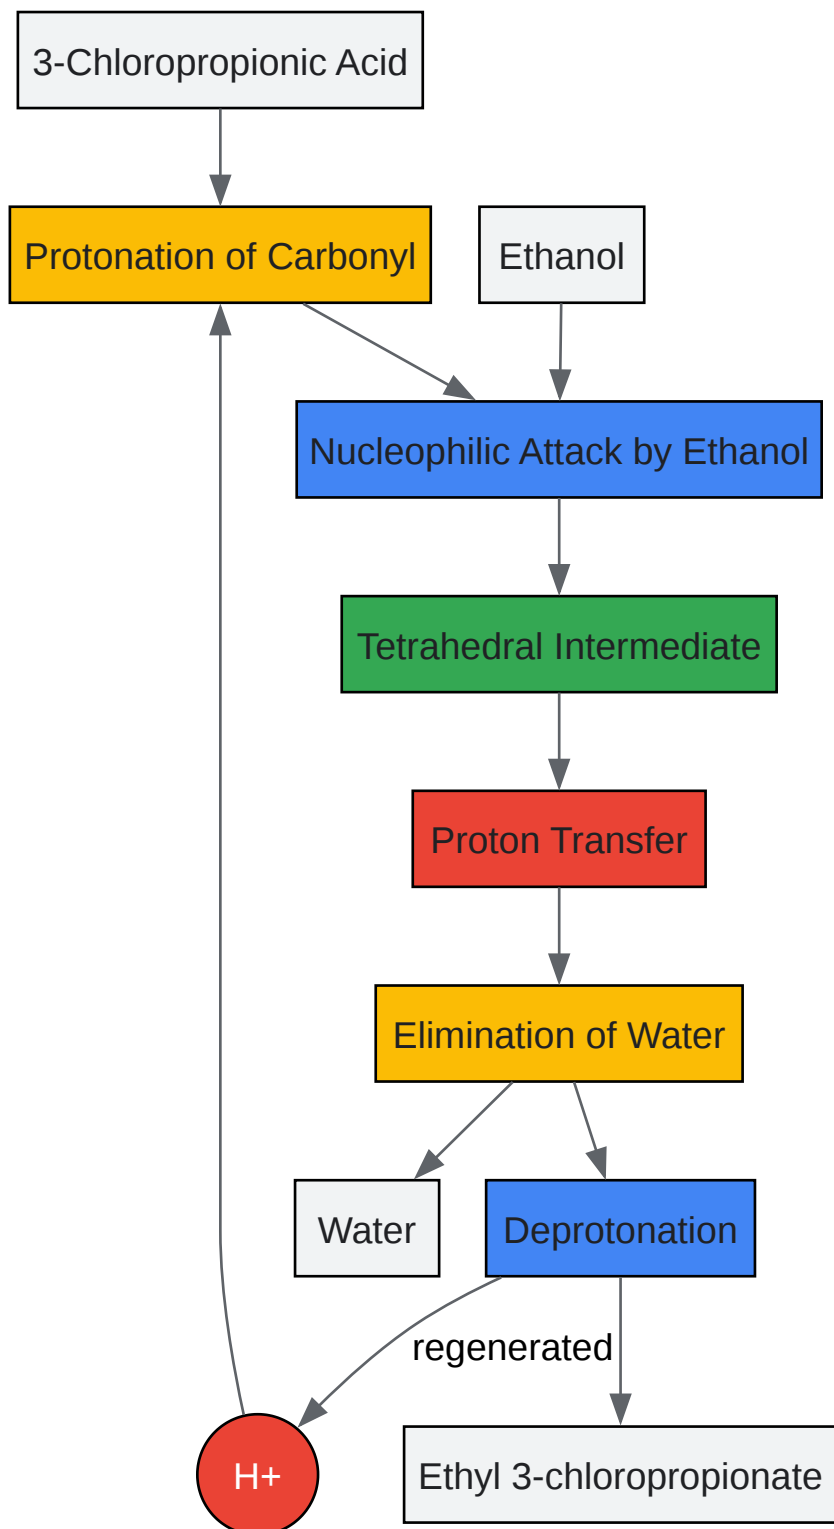 3-Chloropropionic Acid
Protonation of Carbonyl
Ethanol
Nucleophilic Attack by Ethanol
Tetrahedral Intermediate
Proton Transfer
Elimination of Water
Water
Deprotonation
regenerated
H+
Ethyl 3-chloropropionate